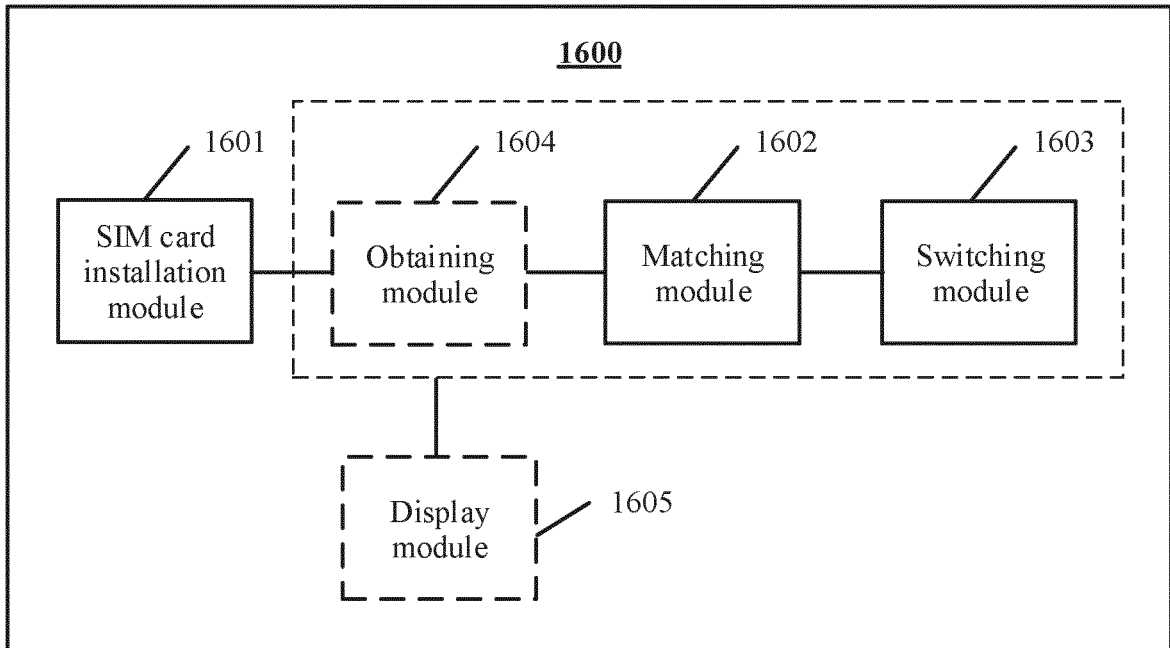 1600
1601
1604
1602
1603
SIM card
installation
module
Obtaining
module
Matching
module
Switching
module
Display
module
1605